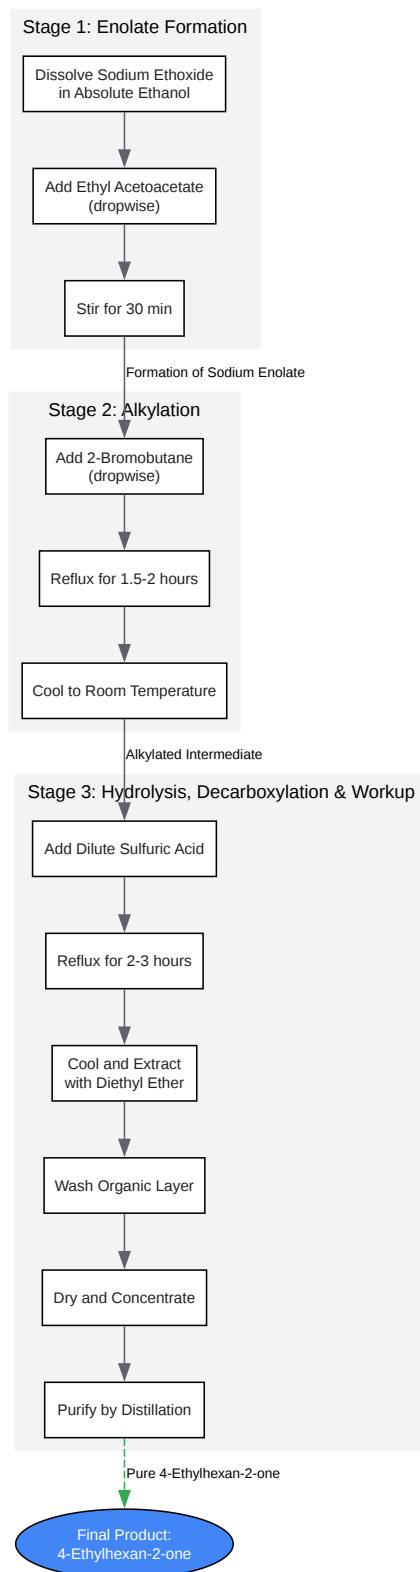 Stage 1: Enolate Formation
Dissolve Sodium Ethoxide
in Absolute Ethanol
Add Ethyl Acetoacetate
(dropwise)
Stir for 30 min
Formation of Sodium Enolate
Stage 2: Alkylation
Add 2-Bromobutane
(dropwise)
Reflux for 1.5-2 hours
Cool to Room Temperature
Alkylated Intermediate
Stage 3: Hydrolysis, Decarboxylation & Workup
Add Dilute Sulfuric Acid
Reflux for 2-3 hours
Cool and Extract
with Diethyl Ether
Wash Organic Layer
Dry and Concentrate
Purify by Distillation
Pure 4-Ethylhexan-2-one
Final Product:
4-Ethylhexan-2-one